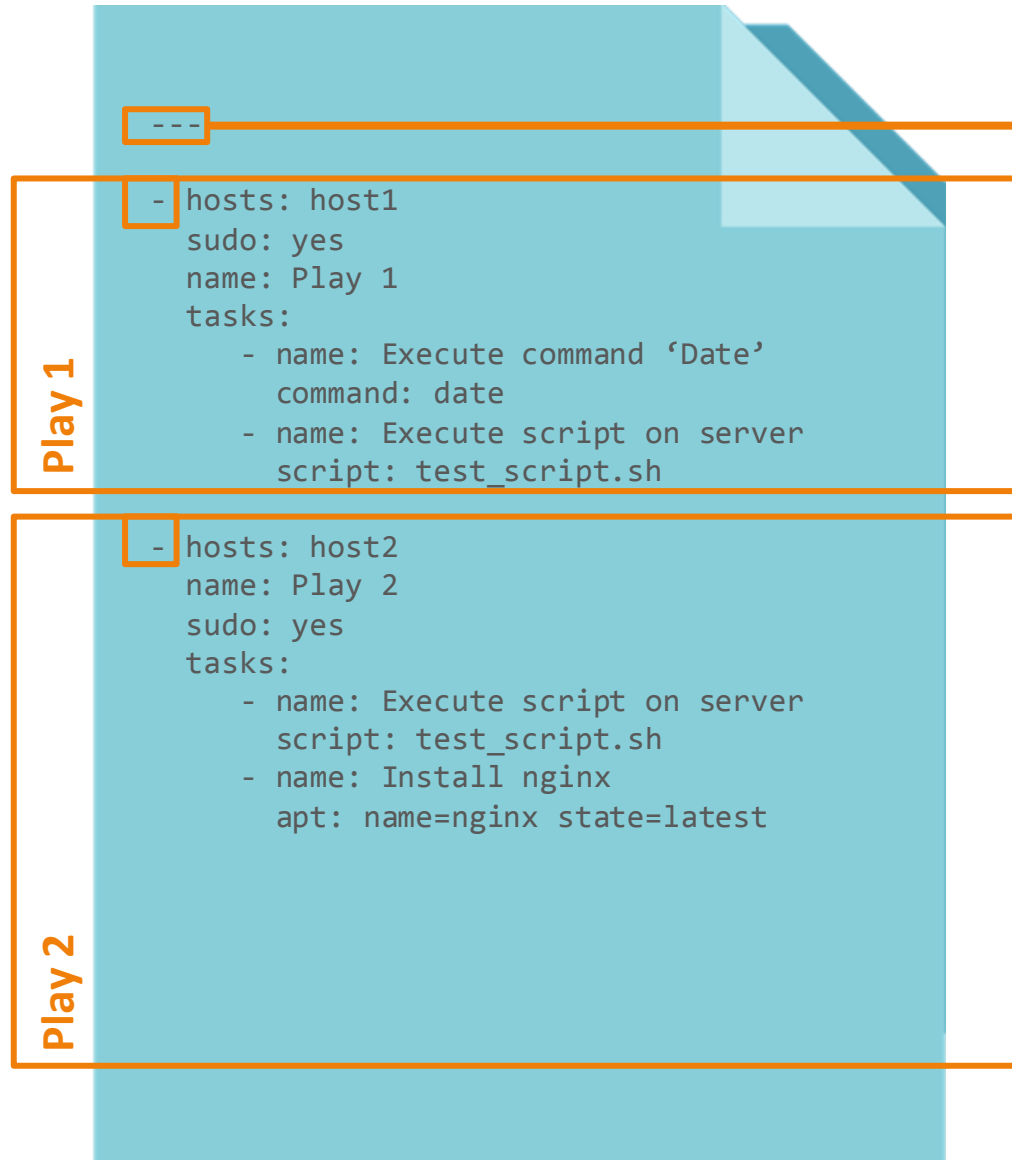 ---
Play 1
- hosts: host1
sudo: yes
name: Play 1
tasks:
- name: Execute command ‘Date’
command: date
- name: Execute script on server
script: test_script.sh
Play 2
- hosts: host2
name: Play 2
sudo: yes
tasks:
- name: Execute script on server
script: test_script.sh
- name: Install nginx
apt: name=nginx state=latest